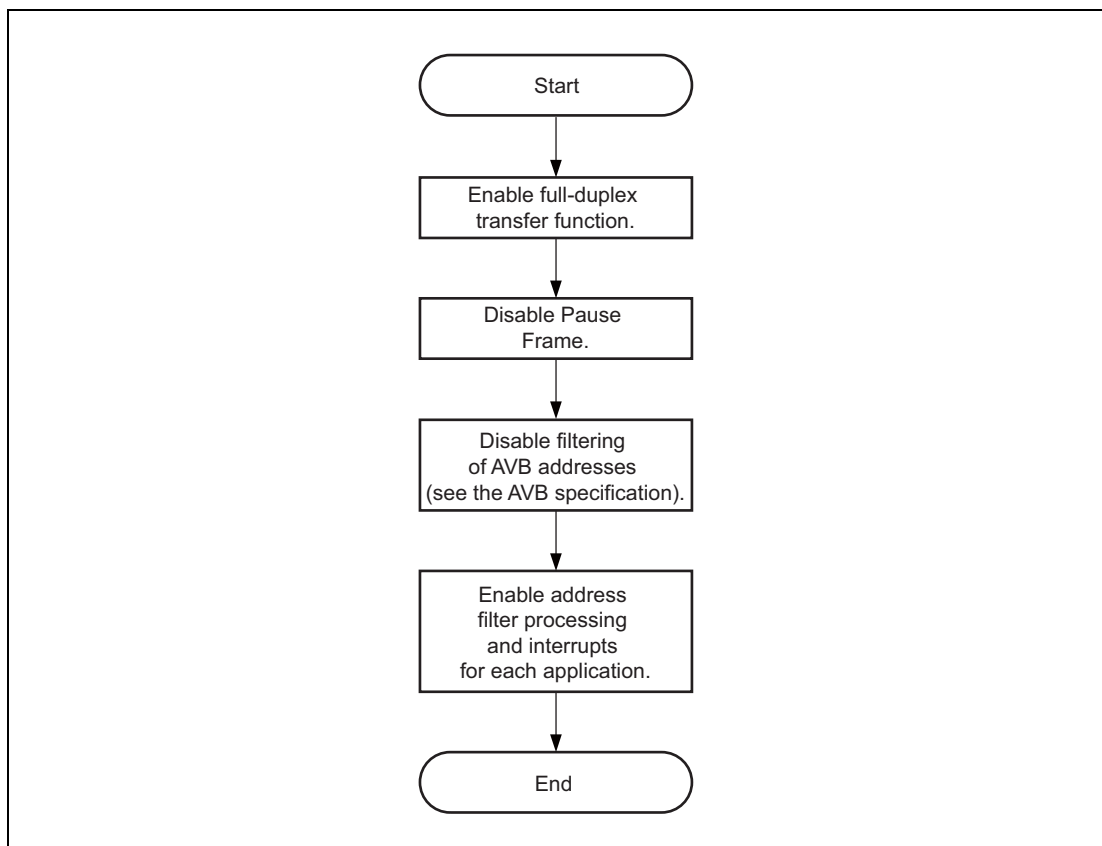 Start
Enable full-duplex
transfer function.
Disable Pause
Frame.
Disable filtering
of AVB addresses
(see the AVB specification).
Enable address
filter processing
and interrupts
for each application.
End